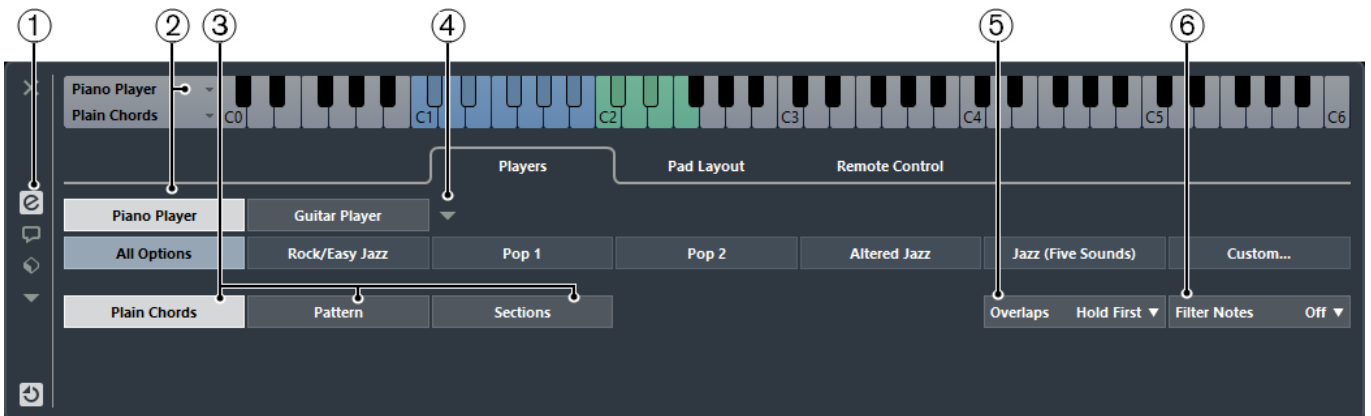 1 2 3 4 5 6
Piano Player
Plain Chords
C0 C1 C2 C3 C4 C5 C6
Players Pad Layout Remote Control
Piano Player Guitar Player
All Options Rock/Easy Jazz Pop 1 Pop 2 Altered Jazz Jazz (Five Sounds) Custom...
Plain Chords Pattern Sections Overlaps Hold First Filter Notes Off